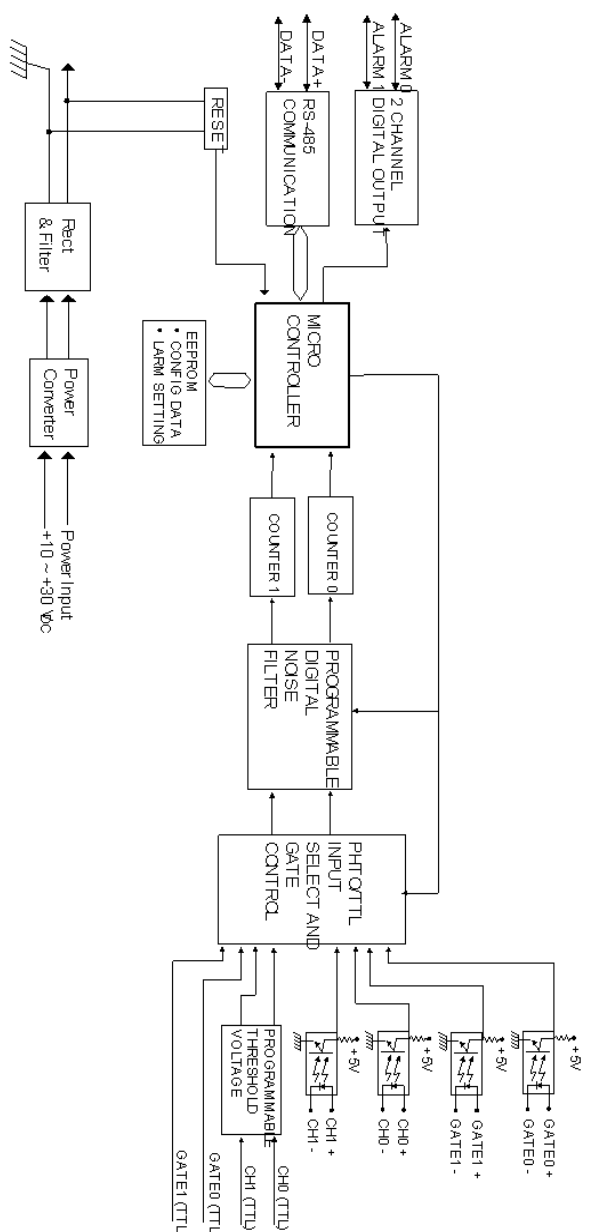 ALARM 0
ALARM 1
2 CHANNEL
DIGITAL OUTPUT
DATA+
DATA-
RS-485
COMMUNICATION
RESET
MICRO
CONTROLLER
EEPROM
• CONFIG DATA
• LARM SETTING
COUNTER 0
COUNTER 1
PROGRAMMABLE
DIGITAL
NOISE
FILTER
PHTO/TTL
INPUT
SELECT AND
GATE
CONTROL
+5V
GATE0 +
GATE0 -
+5V
GATE1 +
GATE1 -
+5V
CH0 +
CH0 -
+5V
CH1 +
CH1 -
PROGRAMMABLE
THRESHOLD
VOLTAGE
CH0 (TTL)
CH1 (TTL)
GATE0 (TTL
GATE1 (TTL
Rect
& Filter
Power
Converter
Power Input
+10 ~ +30 Vdc